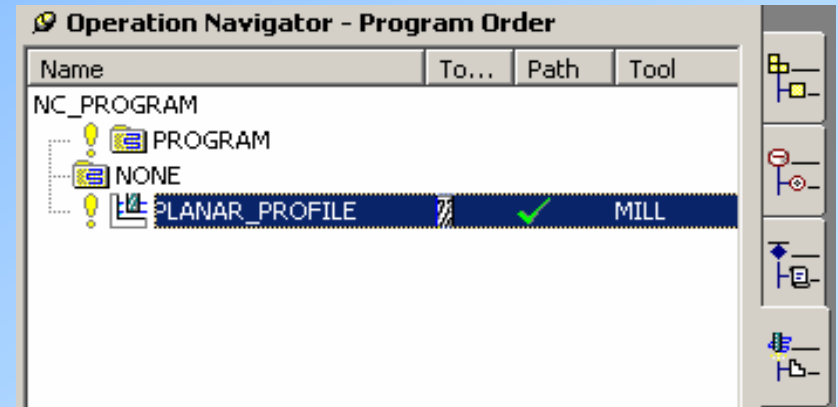 Operation Navigator - Program Order
Name To... Path Tool
NC_PROGRAM
PROGRAM
NONE
PLANAR_PROFILE MILL